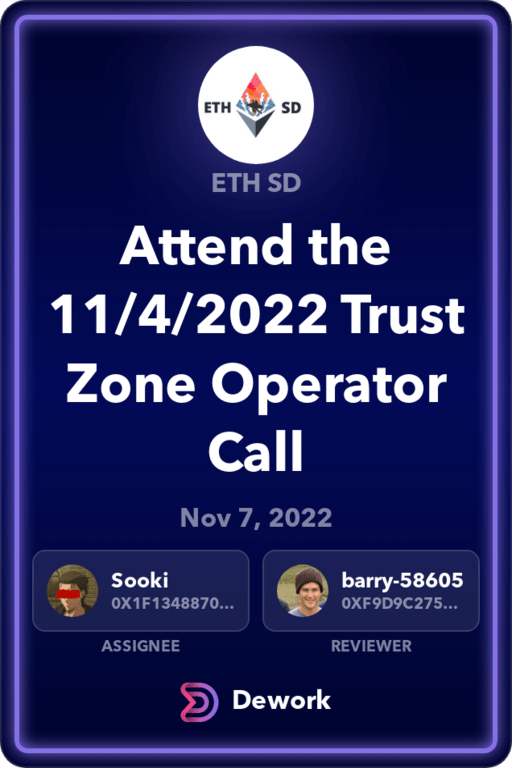 ETH SD
ETH SD
Attend the
11/4/2022 Trust
Zone Operator
Call
Nov 7, 2022
Sooki
0X1F1348870...
barry-58605
0XF9D9C275...
ASSIGNEE
REVIEWER
Dework